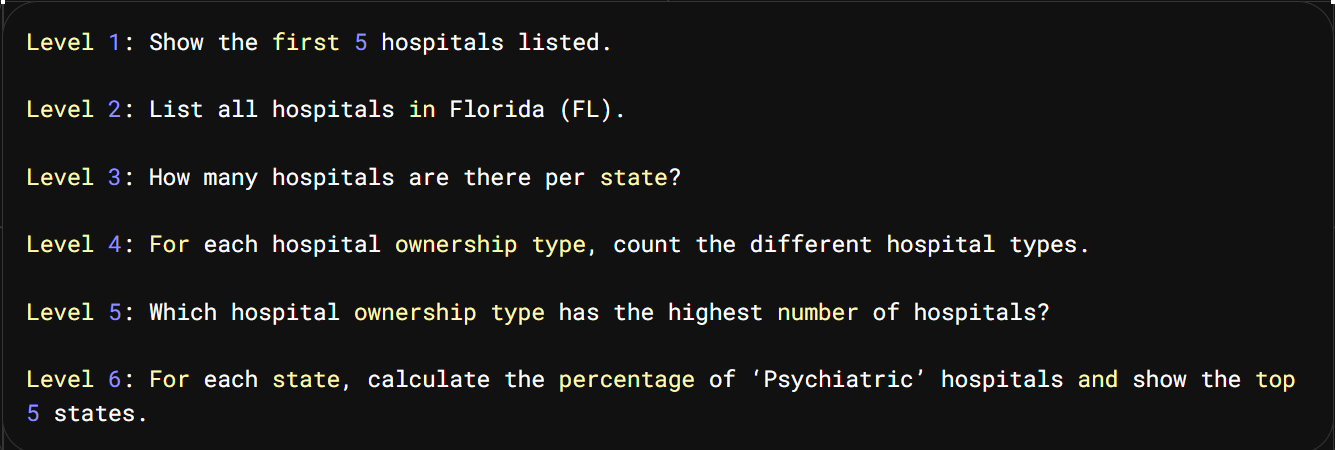 Level 1: Show the first 5 hospitals listed.
Level 2: List all hospitals in Florida (FL).
Level 3: How many hospitals are there per state?
Level 4: For each hospital ownership type, count the different hospital types.
Level 5: Which hospital ownership type has the highest number of hospitals?
Level 6: For each state, calculate the percentage of ‘Psychiatric’ hospitals and show the top
5 states.